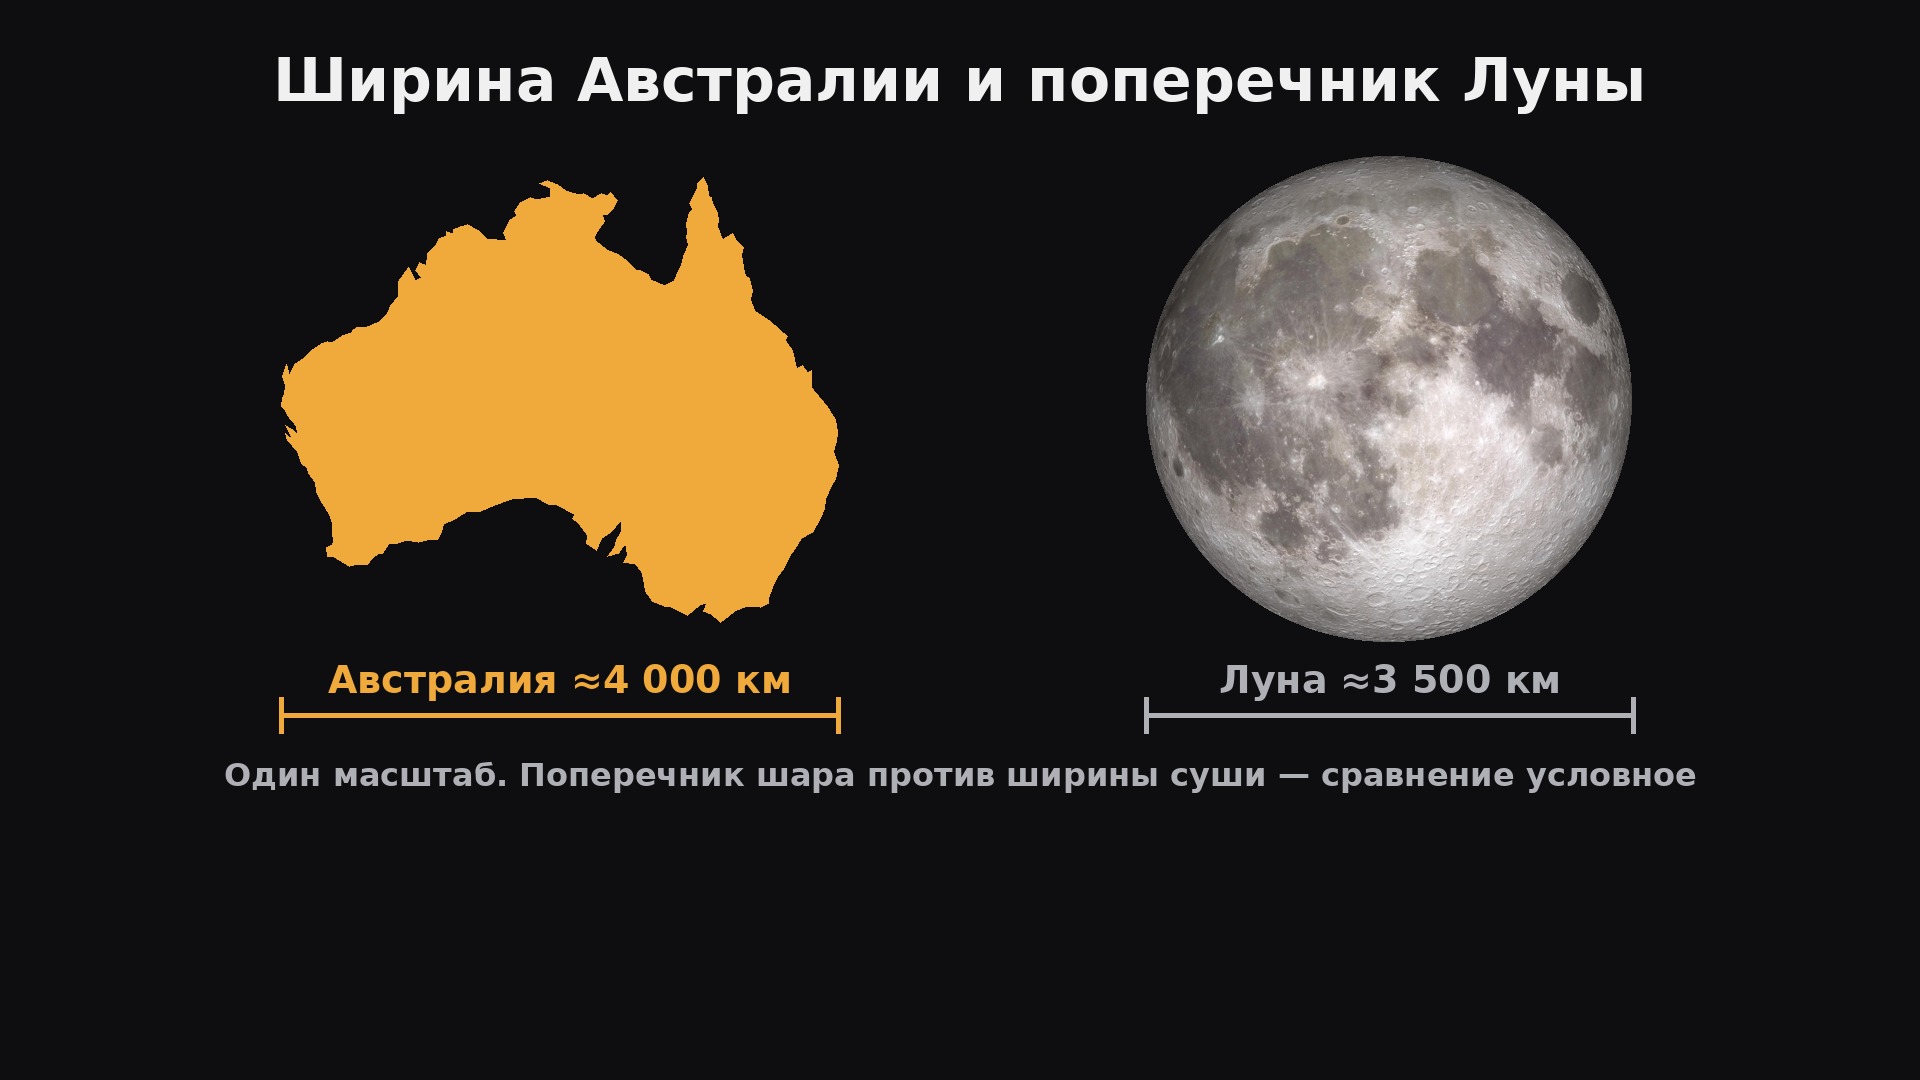 Ширина Австралии и поперечник Луны
Австралия ≈4 000 км
Луна ≈3 500 км
Один масштаб. Поперечник шара против ширины суши — сравнение условное